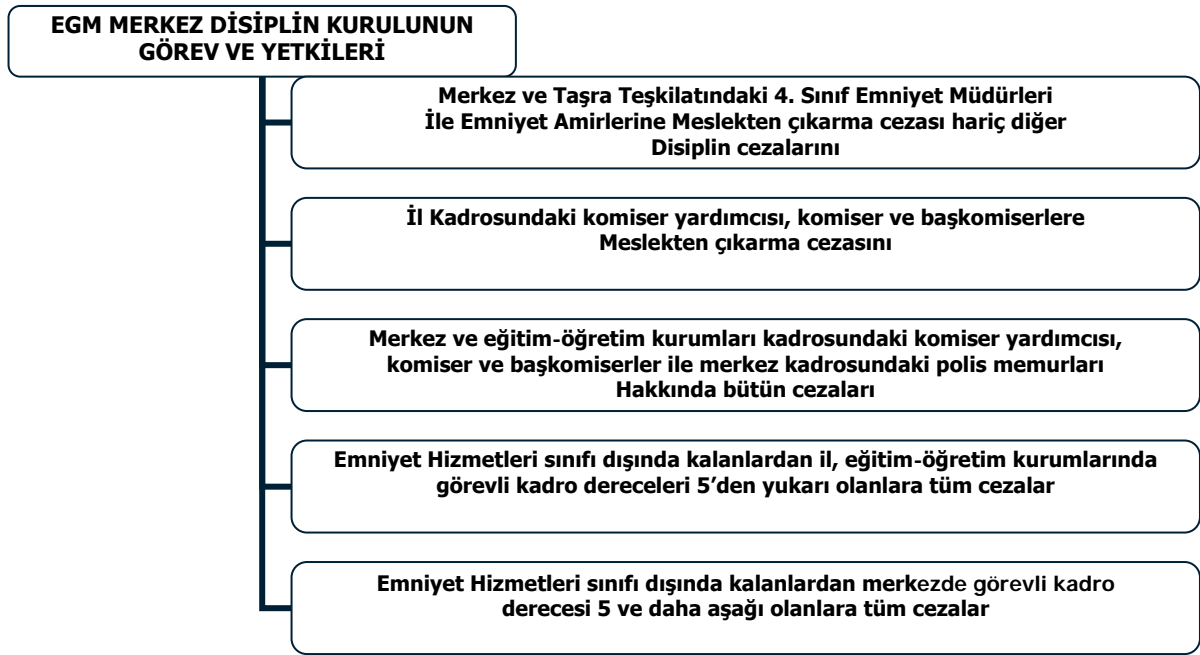 EGM MERKEZ DİSİPLİN KURULUNUN
GÖREV VE YETKİLERİ
Merkez ve Taşra Teşkilatındaki 4. Sınıf Emniyet Müdürleri
İle Emniyet Amirlerine Meslekten çıkarma cezası hariç diğer
Disiplin cezalarını
İl Kadrosundaki komiser yardımcısı, komiser ve başkomiserlere
Meslekten çıkarma cezasını
Merkez ve eğitim-öğretim kurumları kadrosundaki komiser yardımcısı,
komiser ve başkomiserler ile merkez kadrosundaki polis memurları
Hakkında bütün cezaları
Emniyet Hizmetleri sınıfı dışında kalanlardan il, eğitim-öğretim kurumlarında
görevli kadro dereceleri 5'den yukarı olanlara tüm cezalar
Emniyet Hizmetleri sınıfı dışında kalanlardan merkezde görevli kadro
derecesi 5 ve daha aşağı olanlara tüm cezalar